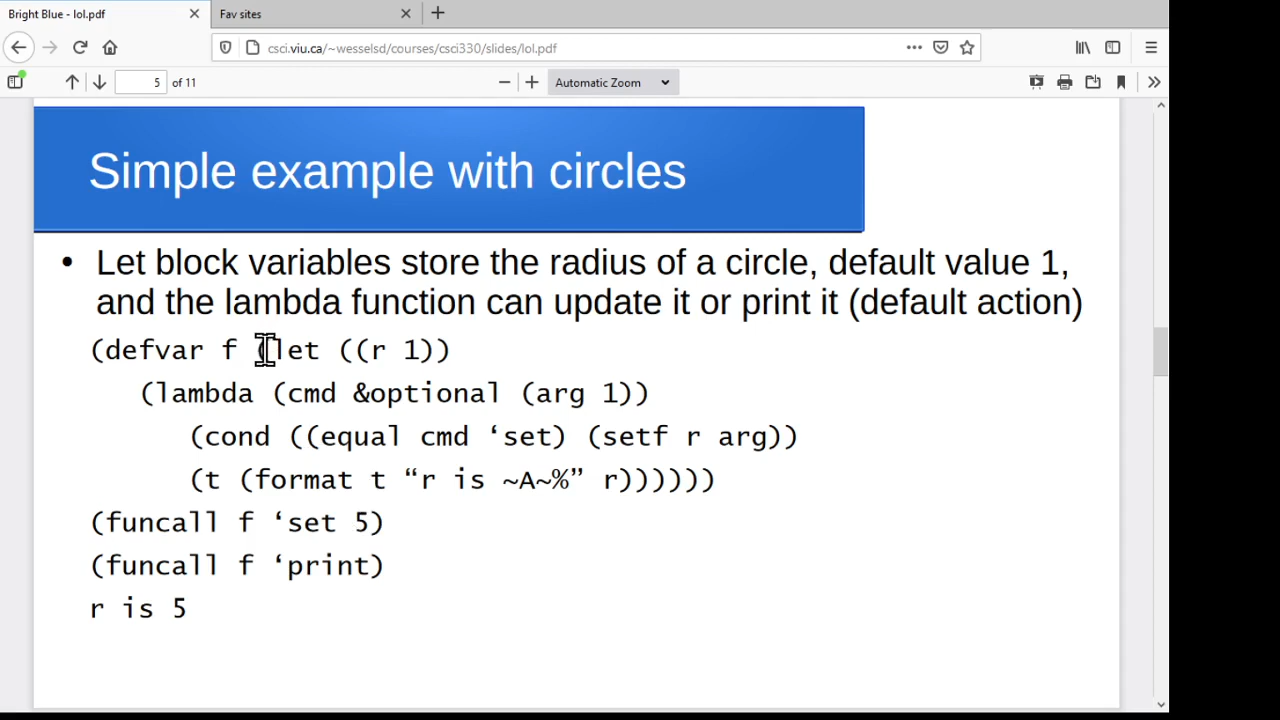 Bright Blue - lol.pdf
Fav sites
csci.viu.ca/~wesselsd/courses/csci330/slides/lol.pdf
5 of 11
Automatic Zoom
Simple example with circles
• Let block variables store the radius of a circle, default value 1,
and the lambda function can update it or print it (default action)
(defvar f (let ((r 1))
(lambda (cmd &optional (arg 1))
(cond ((equal cmd ‘set) (setf r arg))
(t (format t “r is ~A~%” r))))))
(funcall f ‘set 5)
(funcall f ‘print)
r is 5